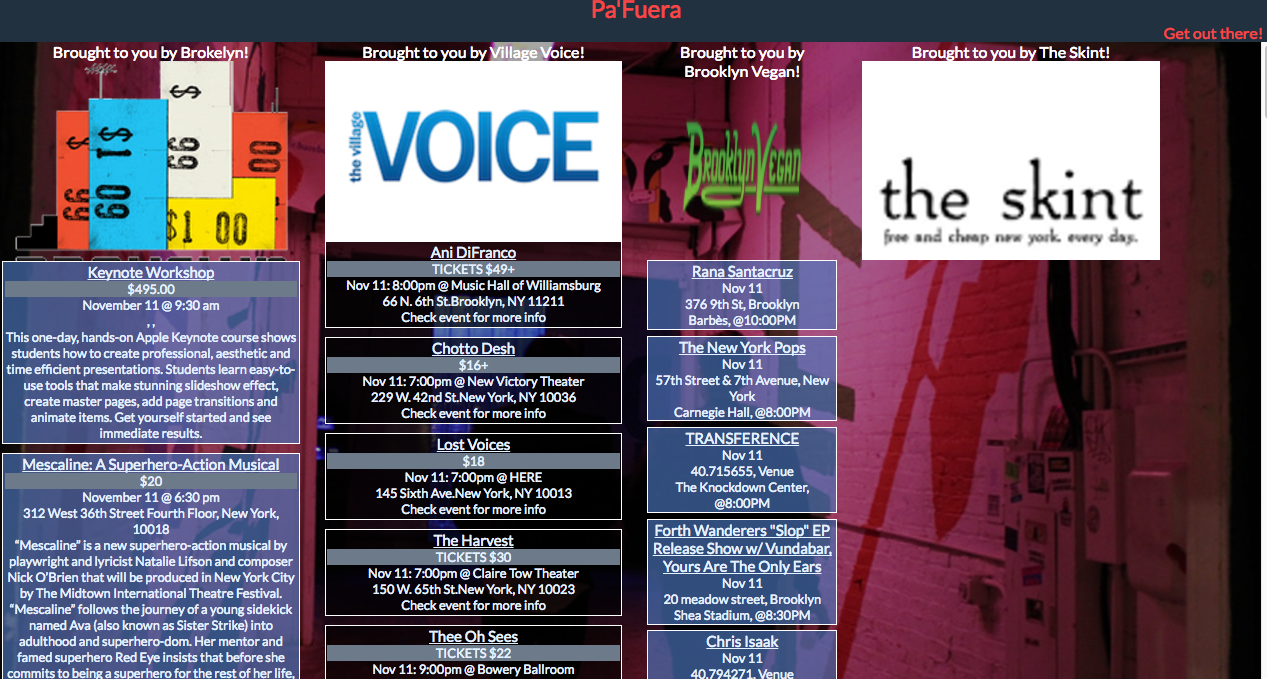 Pa'Fuera
Get out there!
Brought to you by Brokelyn!
$
$
$
66
$1 09
99
00
$1 00
Keynote Workshop
$495.00
November 11 @ 9:30 am
, ,
This one-day, hands-on Apple Keynote course shows
students how to create professional, aesthetic and
time efficient presentations. Students learn easy-to-
use tools that make stunning slideshow effect,
create master pages, add page transitions and
animate items. Get yourself started and see
immediate results.
Mescaline: A Superhero-Action Musical
$20
November 11 @ 6:30 pm
312 West 36th Street Fourth Floor, New York,
10018
“Mescaline” is a new superhero-action musical by
playwright and lyricist Natalie Lifson and composer
Nick O’Brien that will be produced in New York City
by The Midtown International Theatre Festival.
“Mescaline” follows the journey of a young sidekick
named Ava (also known as Sister Strike) into
adulthood and superhero-dom. Her mentor and
famed superhero Red Eye insists that before she
commits to being a superhero for the rest of her life,
Brought to you by Village Voice!
the village
VOICE
Ani DiFranco
TICKETS $49+
Nov 11: 8:00pm @ Music Hall of Williamsburg
66 N. 6th St.Brooklyn, NY 11211
Check event for more info
Chotto Desh
$16+
Nov 11: 7:00pm @ New Victory Theater
229 W. 42nd St.New York, NY 10036
Check event for more info
Lost Voices
$18
Nov 11: 7:00pm @ HERE
145 Sixth Ave.New York, NY 10013
Check event for more info
The Harvest
TICKETS $30
Nov 11: 7:00pm @ Claire Tow Theater
150 W. 65th St.New York, NY 10023
Check event for more info
Thee Oh Sees
TICKETS $22
Nov 11: 9:00pm @ Bowery Ballroom
Brought to you by
Brooklyn Vegan!
BrooklynVegan
Rana Santacruz
Nov 11
376 9th St, Brooklyn
Barbès, @10:00PM
The New York Pops
Nov 11
57th Street & 7th Avenue, New
York
Carnegie Hall, @8:00PM
TRANSFERENCE
Nov 11
40.715655, Venue
The Knockdown Center,
@8:00PM
Forth Wanderers "Slop" EP
Release Show w/ Vundabar,
Yours Are The Only Ears
Nov 11
20 meadow street, Brooklyn
Shea Stadium, @8:30PM
Chris Isaak
Nov 11
40.794271, Venue
Brought to you by The Skint!
the skint
free and cheap new york. every day.